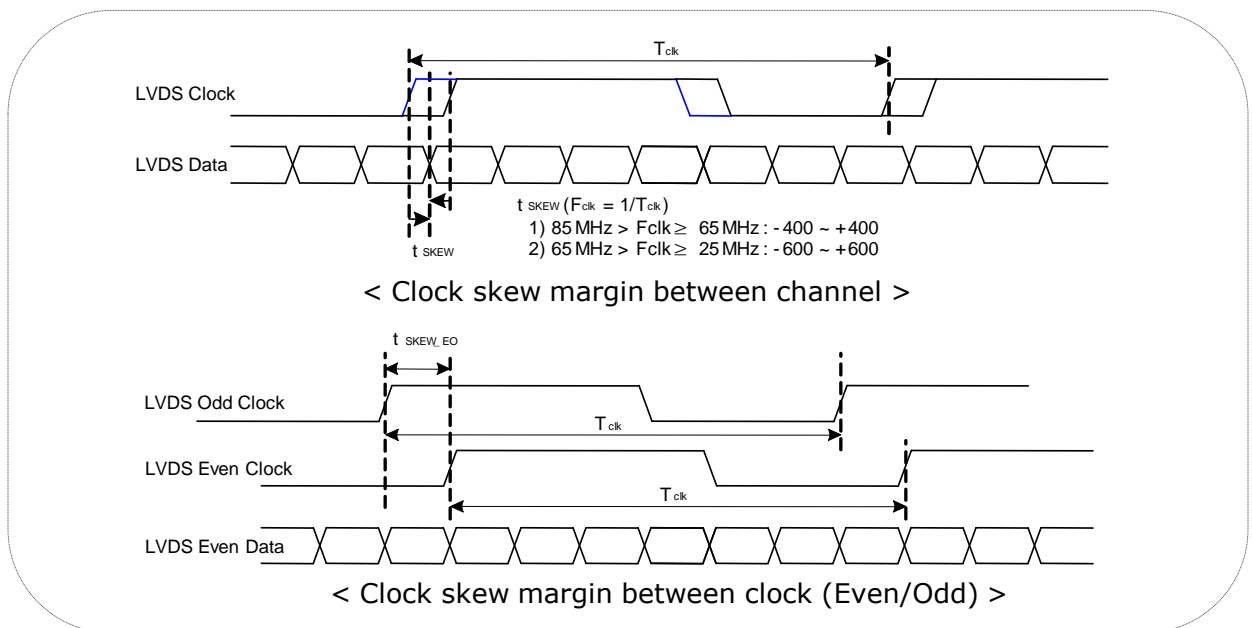 Tclk
LVDS Clock
LVDS Data
t SKEW (Fclk = 1/Tclk)
1) 85 MHz > Fclk ≥ 65 MHz : -400 ~ +400
2) 65 MHz > Fclk ≥ 25 MHz : -600 ~ +600
t SKEW
< Clock skew margin between channel >
t SKEW_EO
LVDS Odd Clock
Tclk
LVDS Even Clock
Tclk
LVDS Even Data
< Clock skew margin between clock (Even/Odd) >